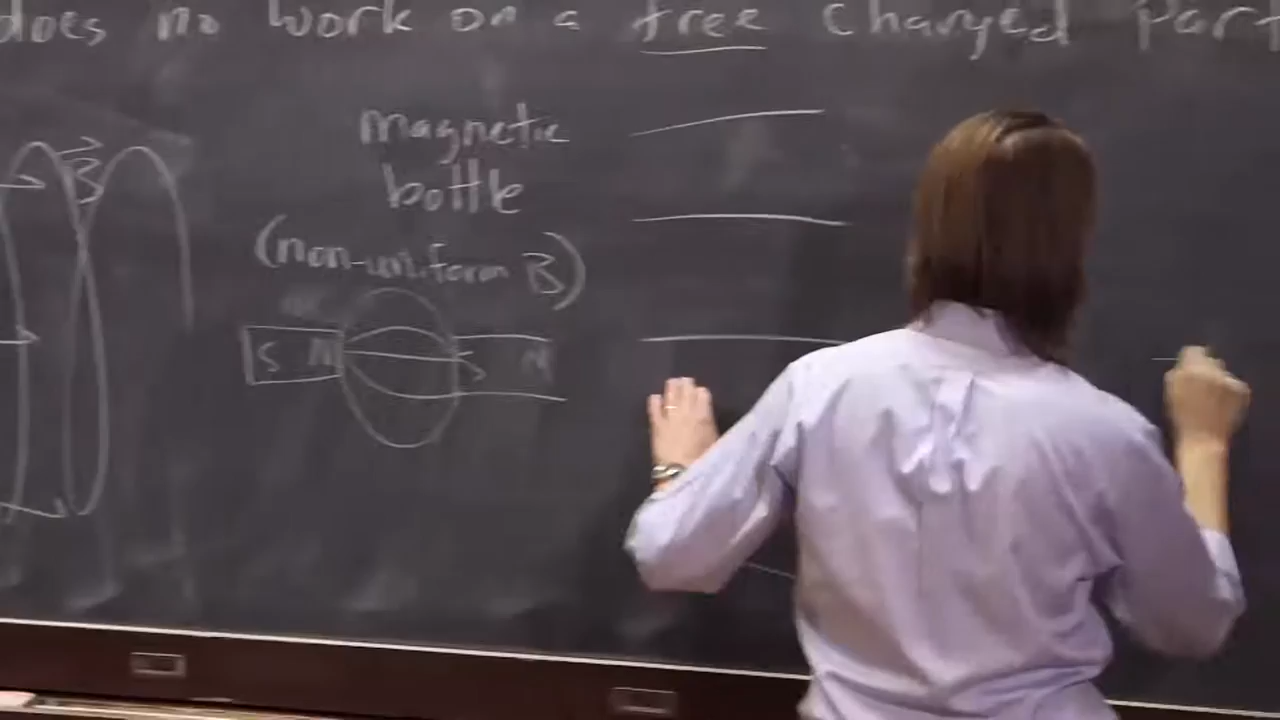 does no work on a free charged part
B
magnetic
bottle
(non-uniform B)
S N S N